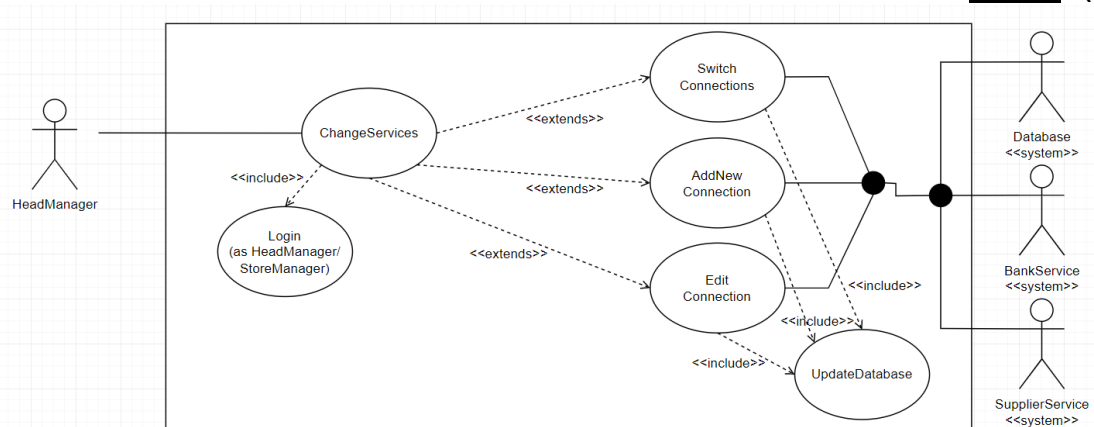 Switch
Connections
Database
<<system>>
ChangeServices
<<extends>>
HeadManager
<<include>>
AddNew
Connection
<<extends>>
Login
(as HeadManager/
StoreManager)
<<extends>>
Edit
Connection
<<include>>
BankService
<<system>>
<<include>>
<<include>>
UpdateDatabase
SupplierService
<<system>>